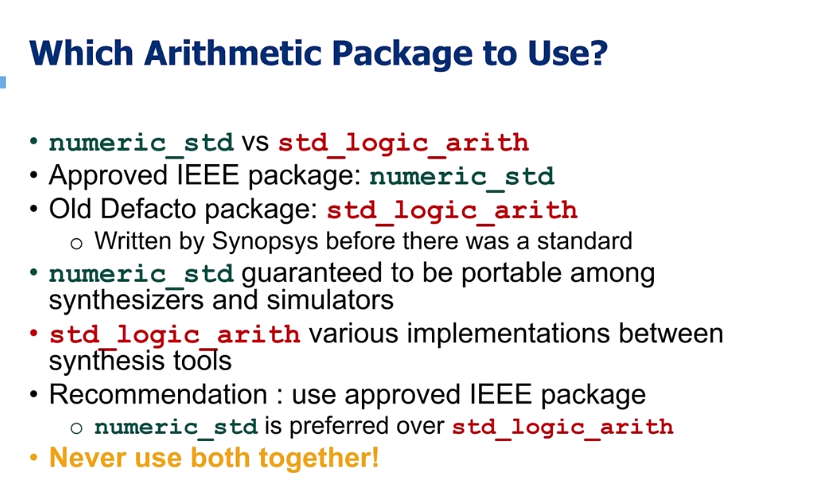 Which Arithmetic Package to Use?
• numeric_std vs std_logic_arith
• Approved IEEE package: numeric_std
• Old Defacto package: std_logic_arith
o Written by Synopsys before there was a standard
• numeric_std guaranteed to be portable among
synthesizers and simulators
• std_logic_arith various implementations between
synthesis tools
• Recommendation : use approved IEEE package
o numeric_std is preferred over std_logic_arith
• Never use both together!